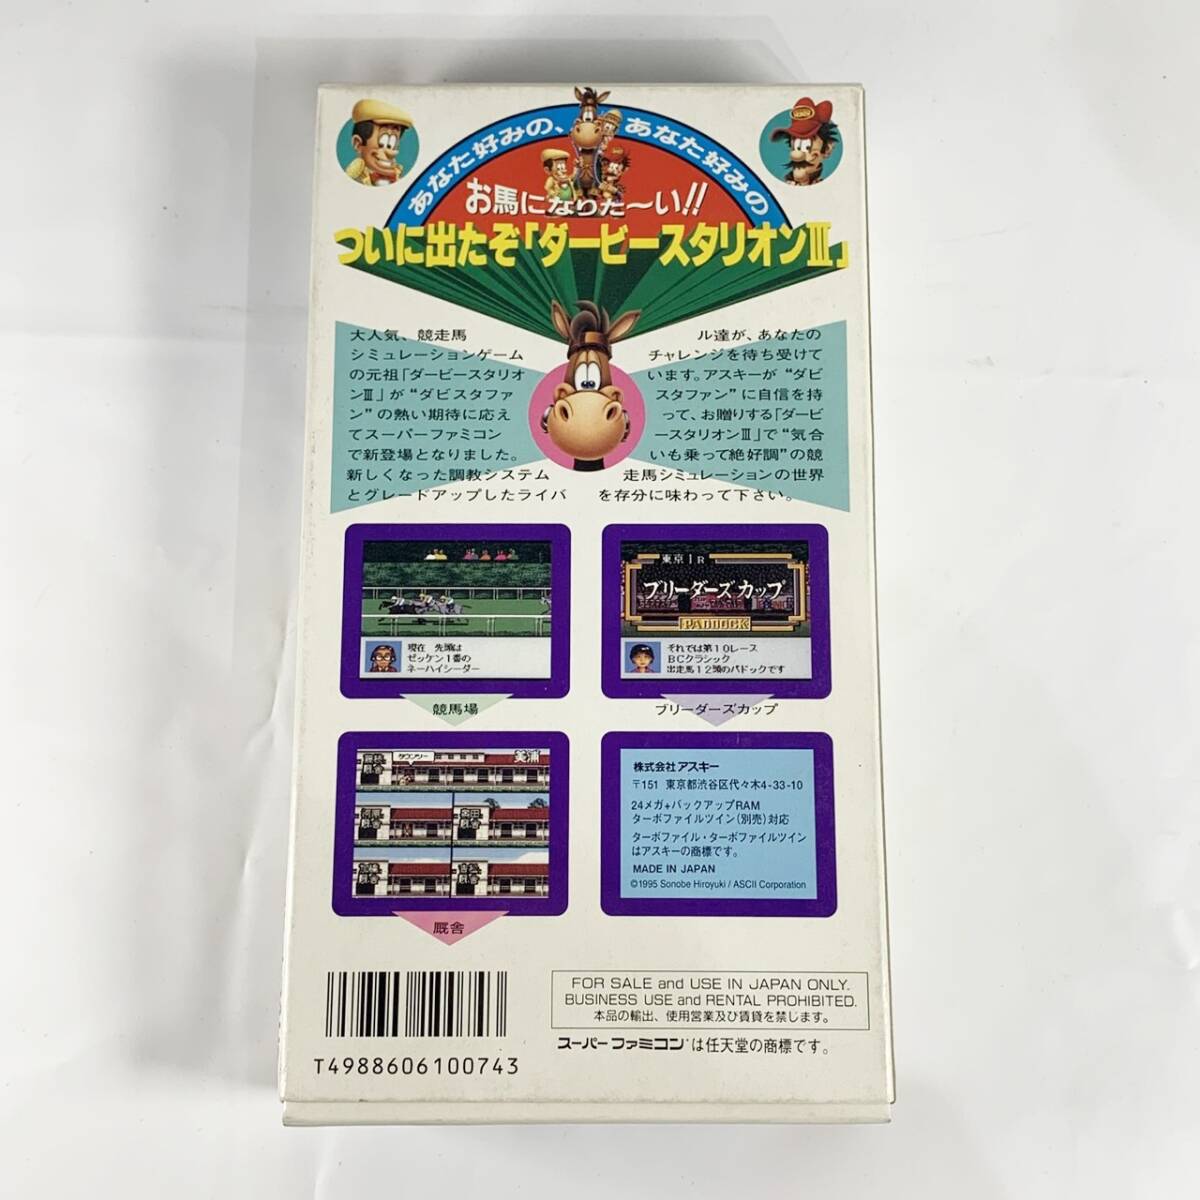 あなた好みの、あなた好みの
お馬になりた〜い!!
ついに出たぞ「ダービースタリオンⅢ」
大人気、競走馬
シミュレーションゲーム
の元祖「ダービースタリオ
ンⅢ」が“ダビスタファ
ン”の熱い期待に応え
てスーパーファミコン
で新登場となりました。
新しくなった調教システム
とグレードアップしたライバ
ル達が、あなたの
チャレンジを待ち受けて
います。アスキーが“ダビ
スタファン”に自信を持
って、お贈りする「ダービ
ースタリオンⅢ」で“気合
いも乗って絶好調”の競
走馬シミュレーションの世界
を存分に味わって下さい。
現在 先頭は
ゼッケン1番の
ネーハイシーダー
競馬場
東京1R
ブリーダーズカップ
PADDOCK
それでは第10レース
BCクラシック
出走馬12頭のパドックです
ブリーダーズカップ
タウンリー
美浦
厩舎
株式会社アスキー
〒151 東京都渋谷区代々木4-33-10
24メガ+バックアップRAM
ターボファイルツイン(別売)対応
ターボファイル・ターボファイルツイン
はアスキーの商標です。
MADE IN JAPAN
©1995 Sonobe Hiroyuki / ASCII Corporation
T4988606100743
FOR SALE and USE IN JAPAN ONLY.
BUSINESS USE and RENTAL PROHIBITED.
本品の輸出、使用営業及び賃貸を禁じます。
スーパーファミコンは任天堂の商標です。